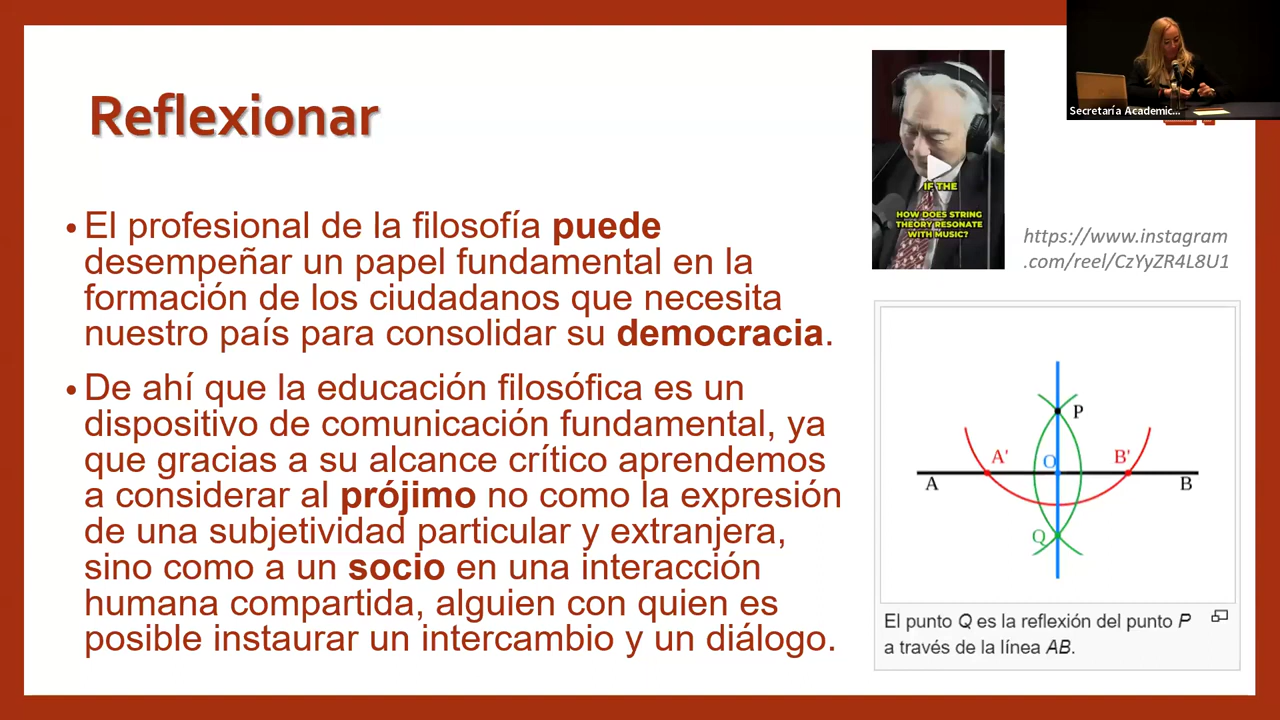 Reflexionar
• El profesional de la filosofía puede
desempeñar un papel fundamental en la
formación de los ciudadanos que necesita
nuestro país para consolidar su democracia.
• De ahí que la educación filosófica es un
dispositivo de comunicación fundamental, ya
que gracias a su alcance crítico aprendemos
a considerar al prójimo no como la expresión
de una subjetividad particular y extranjera,
sino como a un socio en una interacción
humana compartida, alguien con quien es
posible instaurar un intercambio y un diálogo.
IF THE
HOW DOES STRING
THEORY RESONATE
WITH MUSIC?
Secretaría Academic...
https://www.instagram
.com/reel/CzYyZR4L8U1
P
A' O B'
A B
Q
El punto Q es la reflexión del punto P
a través de la línea AB.